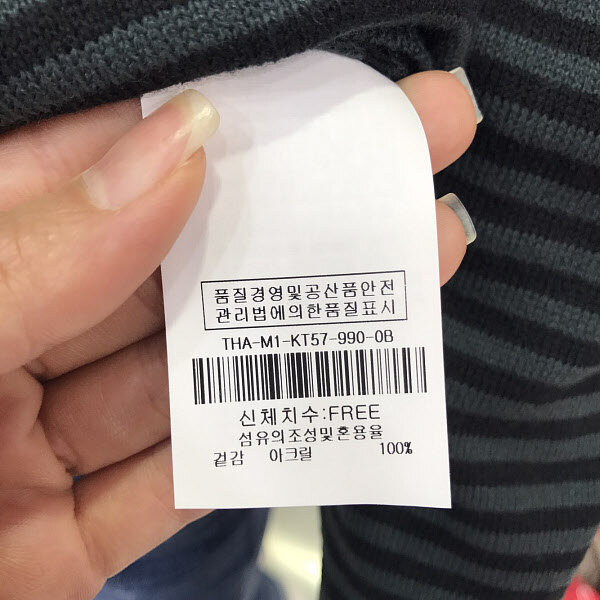 품질경영및공산품안전
관리법에의한품질표시
THA-M1-KT57-990-0B
신체치수:FREE
섬유의조성및혼용율
겉감 아크릴 100%